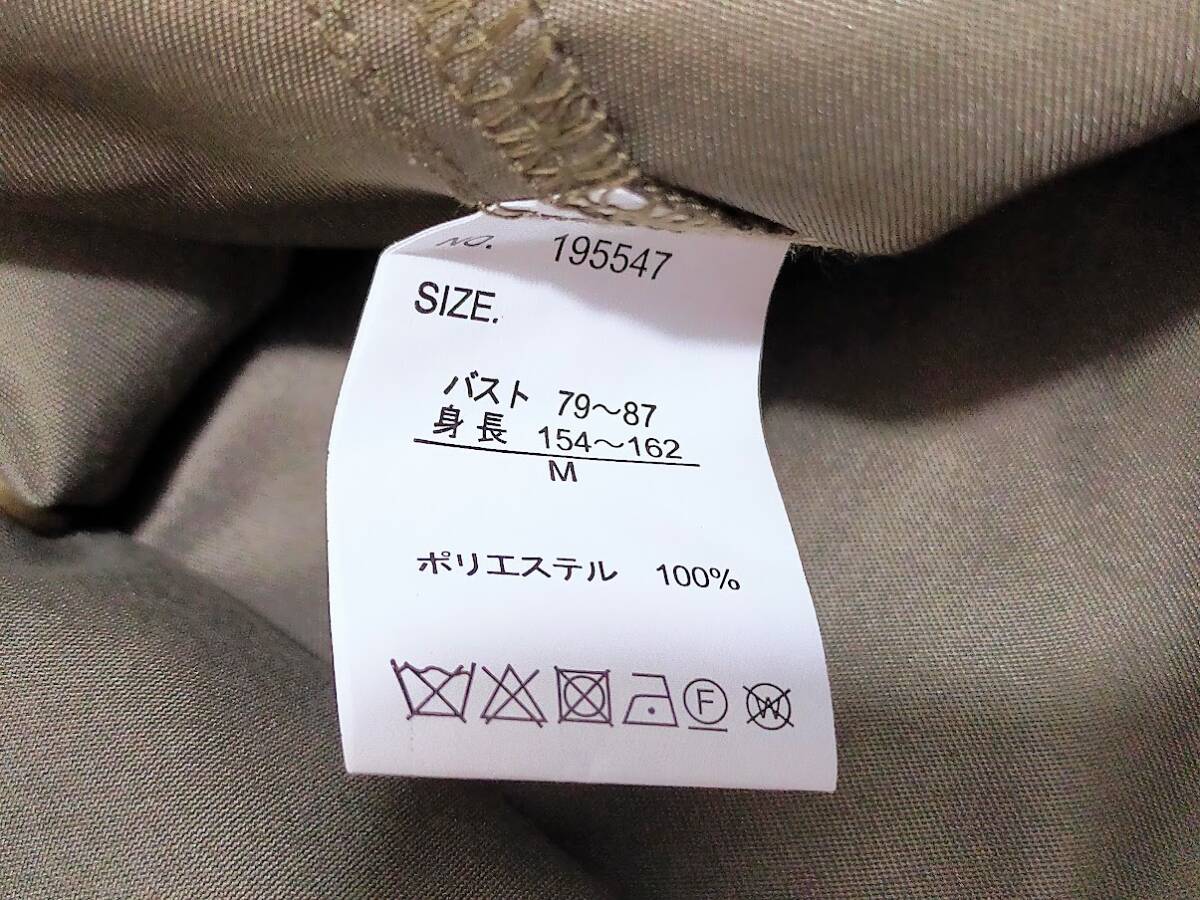 NO. 195547
SIZE.
バスト 79～87
身長 154～162
M
ポリエステル 100%
F W